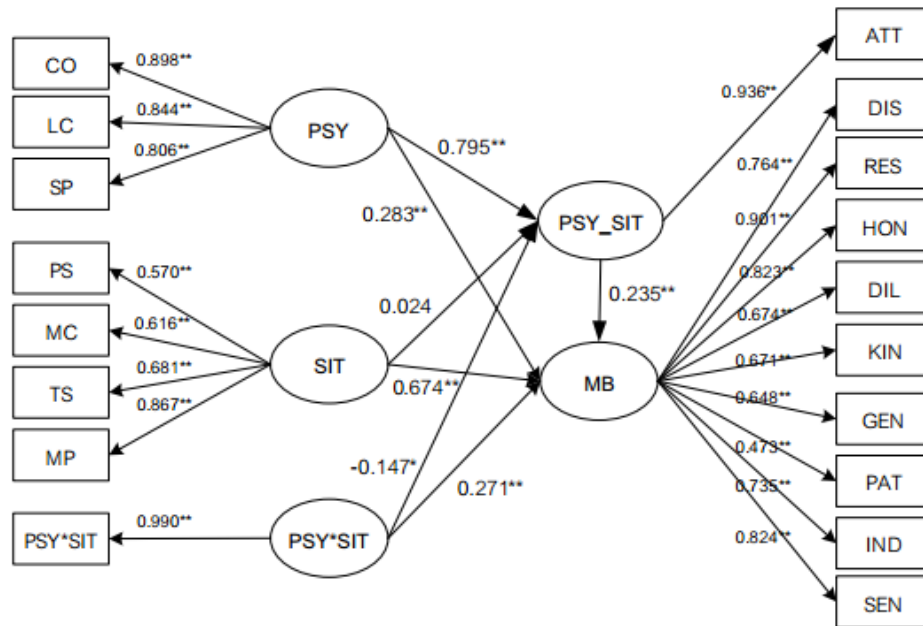 CO
LC
SP
PS
MC
TS
MP
PSY*SIT
0.898**
0.844**
0.806**
0.570**
0.616**
0.681**
0.867**
0.990**
PSY
SIT
PSY*SIT
0.795**
0.283**
0.024
0.674**
-0.147*
0.271**
PSY_SIT
0.235**
MB
0.936**
0.764**
0.901**
0.823**
0.674**
0.671**
0.648**
0.473**
0.735**
0.824**
ATT
DIS
RES
HON
DIL
KIN
GEN
PAT
IND
SEN